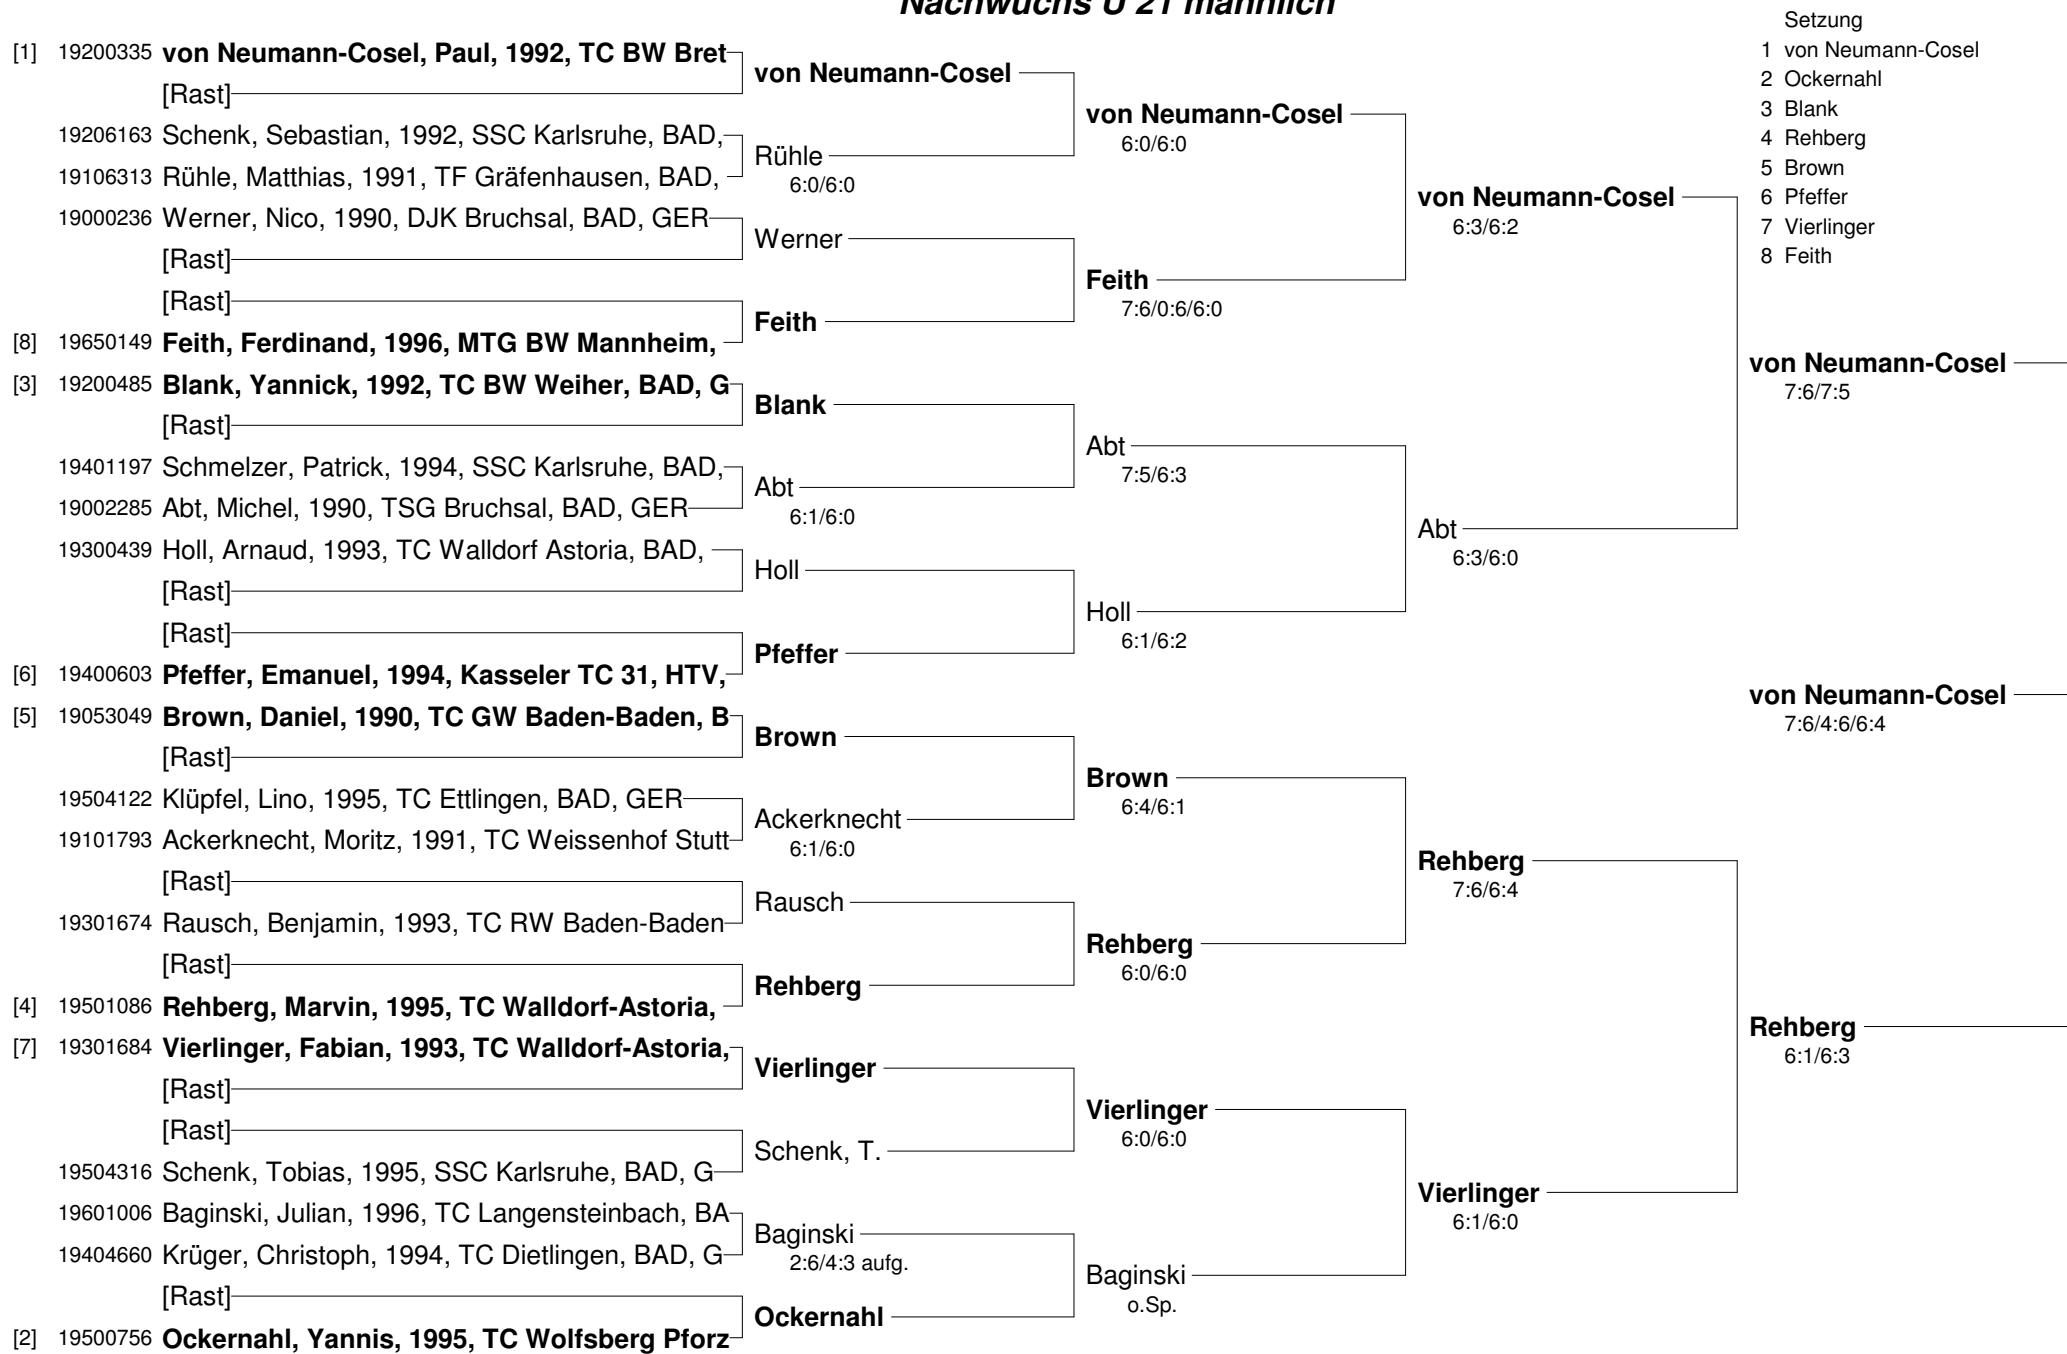 Nachwuchs U 21 männlich
Setzung
1 von Neumann-Cosel
2 Ockernahl
3 Blank
4 Rehberg
5 Brown
6 Pfeffer
7 Vierlinger
8 Feith
[1] 19200335 von Neumann-Cosel, Paul, 1992, TC BW Bret
[Rast]
19206163 Schenk, Sebastian, 1992, SSC Karlsruhe, BAD,
19106313 Rühle, Matthias, 1991, TF Gräfenhausen, BAD,
19000236 Werner, Nico, 1990, DJK Bruchsal, BAD, GER
[Rast]
[Rast]
[8] 19650149 Feith, Ferdinand, 1996, MTG BW Mannheim,
[3] 19200485 Blank, Yannick, 1992, TC BW Weiher, BAD, G
[Rast]
19401197 Schmelzer, Patrick, 1994, SSC Karlsruhe, BAD,
19002285 Abt, Michel, 1990, TSG Bruchsal, BAD, GER
19300439 Holl, Arnaud, 1993, TC Walldorf Astoria, BAD,
[Rast]
[Rast]
[6] 19400603 Pfeffer, Emanuel, 1994, Kasseler TC 31, HTV,
[5] 19053049 Brown, Daniel, 1990, TC GW Baden-Baden, B
[Rast]
19504122 Klüpfel, Lino, 1995, TC Ettlingen, BAD, GER
19101793 Ackerknecht, Moritz, 1991, TC Weissenhof Stutt
[Rast]
19301674 Rausch, Benjamin, 1993, TC RW Baden-Baden
[Rast]
[4] 19501086 Rehberg, Marvin, 1995, TC Walldorf-Astoria,
[7] 19301684 Vierlinger, Fabian, 1993, TC Walldorf-Astoria,
[Rast]
[Rast]
19504316 Schenk, Tobias, 1995, SSC Karlsruhe, BAD, G
19601006 Baginski, Julian, 1996, TC Langensteinbach, BA
19404660 Krüger, Christoph, 1994, TC Dietlingen, BAD, G
[Rast]
[2] 19500756 Ockernahl, Yannis, 1995, TC Wolfsberg Pforz
von Neumann-Cosel
Rühle
6:0/6:0
Werner
Feith
Blank
Abt
6:1/6:0
Holl
Pfeffer
Brown
Ackerknecht
6:1/6:0
Rausch
Rehberg
Vierlinger
Schenk, T.
Baginski
2:6/4:3 aufg.
Ockernahl
von Neumann-Cosel
6:0/6:0
Feith
7:6/0:6/6:0
Abt
7:5/6:3
Holl
6:1/6:2
Brown
6:4/6:1
Rehberg
6:0/6:0
Vierlinger
6:0/6:0
Baginski
o.Sp.
von Neumann-Cosel
6:3/6:2
Abt
6:3/6:0
Rehberg
7:6/6:4
Vierlinger
6:1/6:0
von Neumann-Cosel
7:6/7:5
von Neumann-Cosel
7:6/4:6/6:4
Rehberg
6:1/6:3